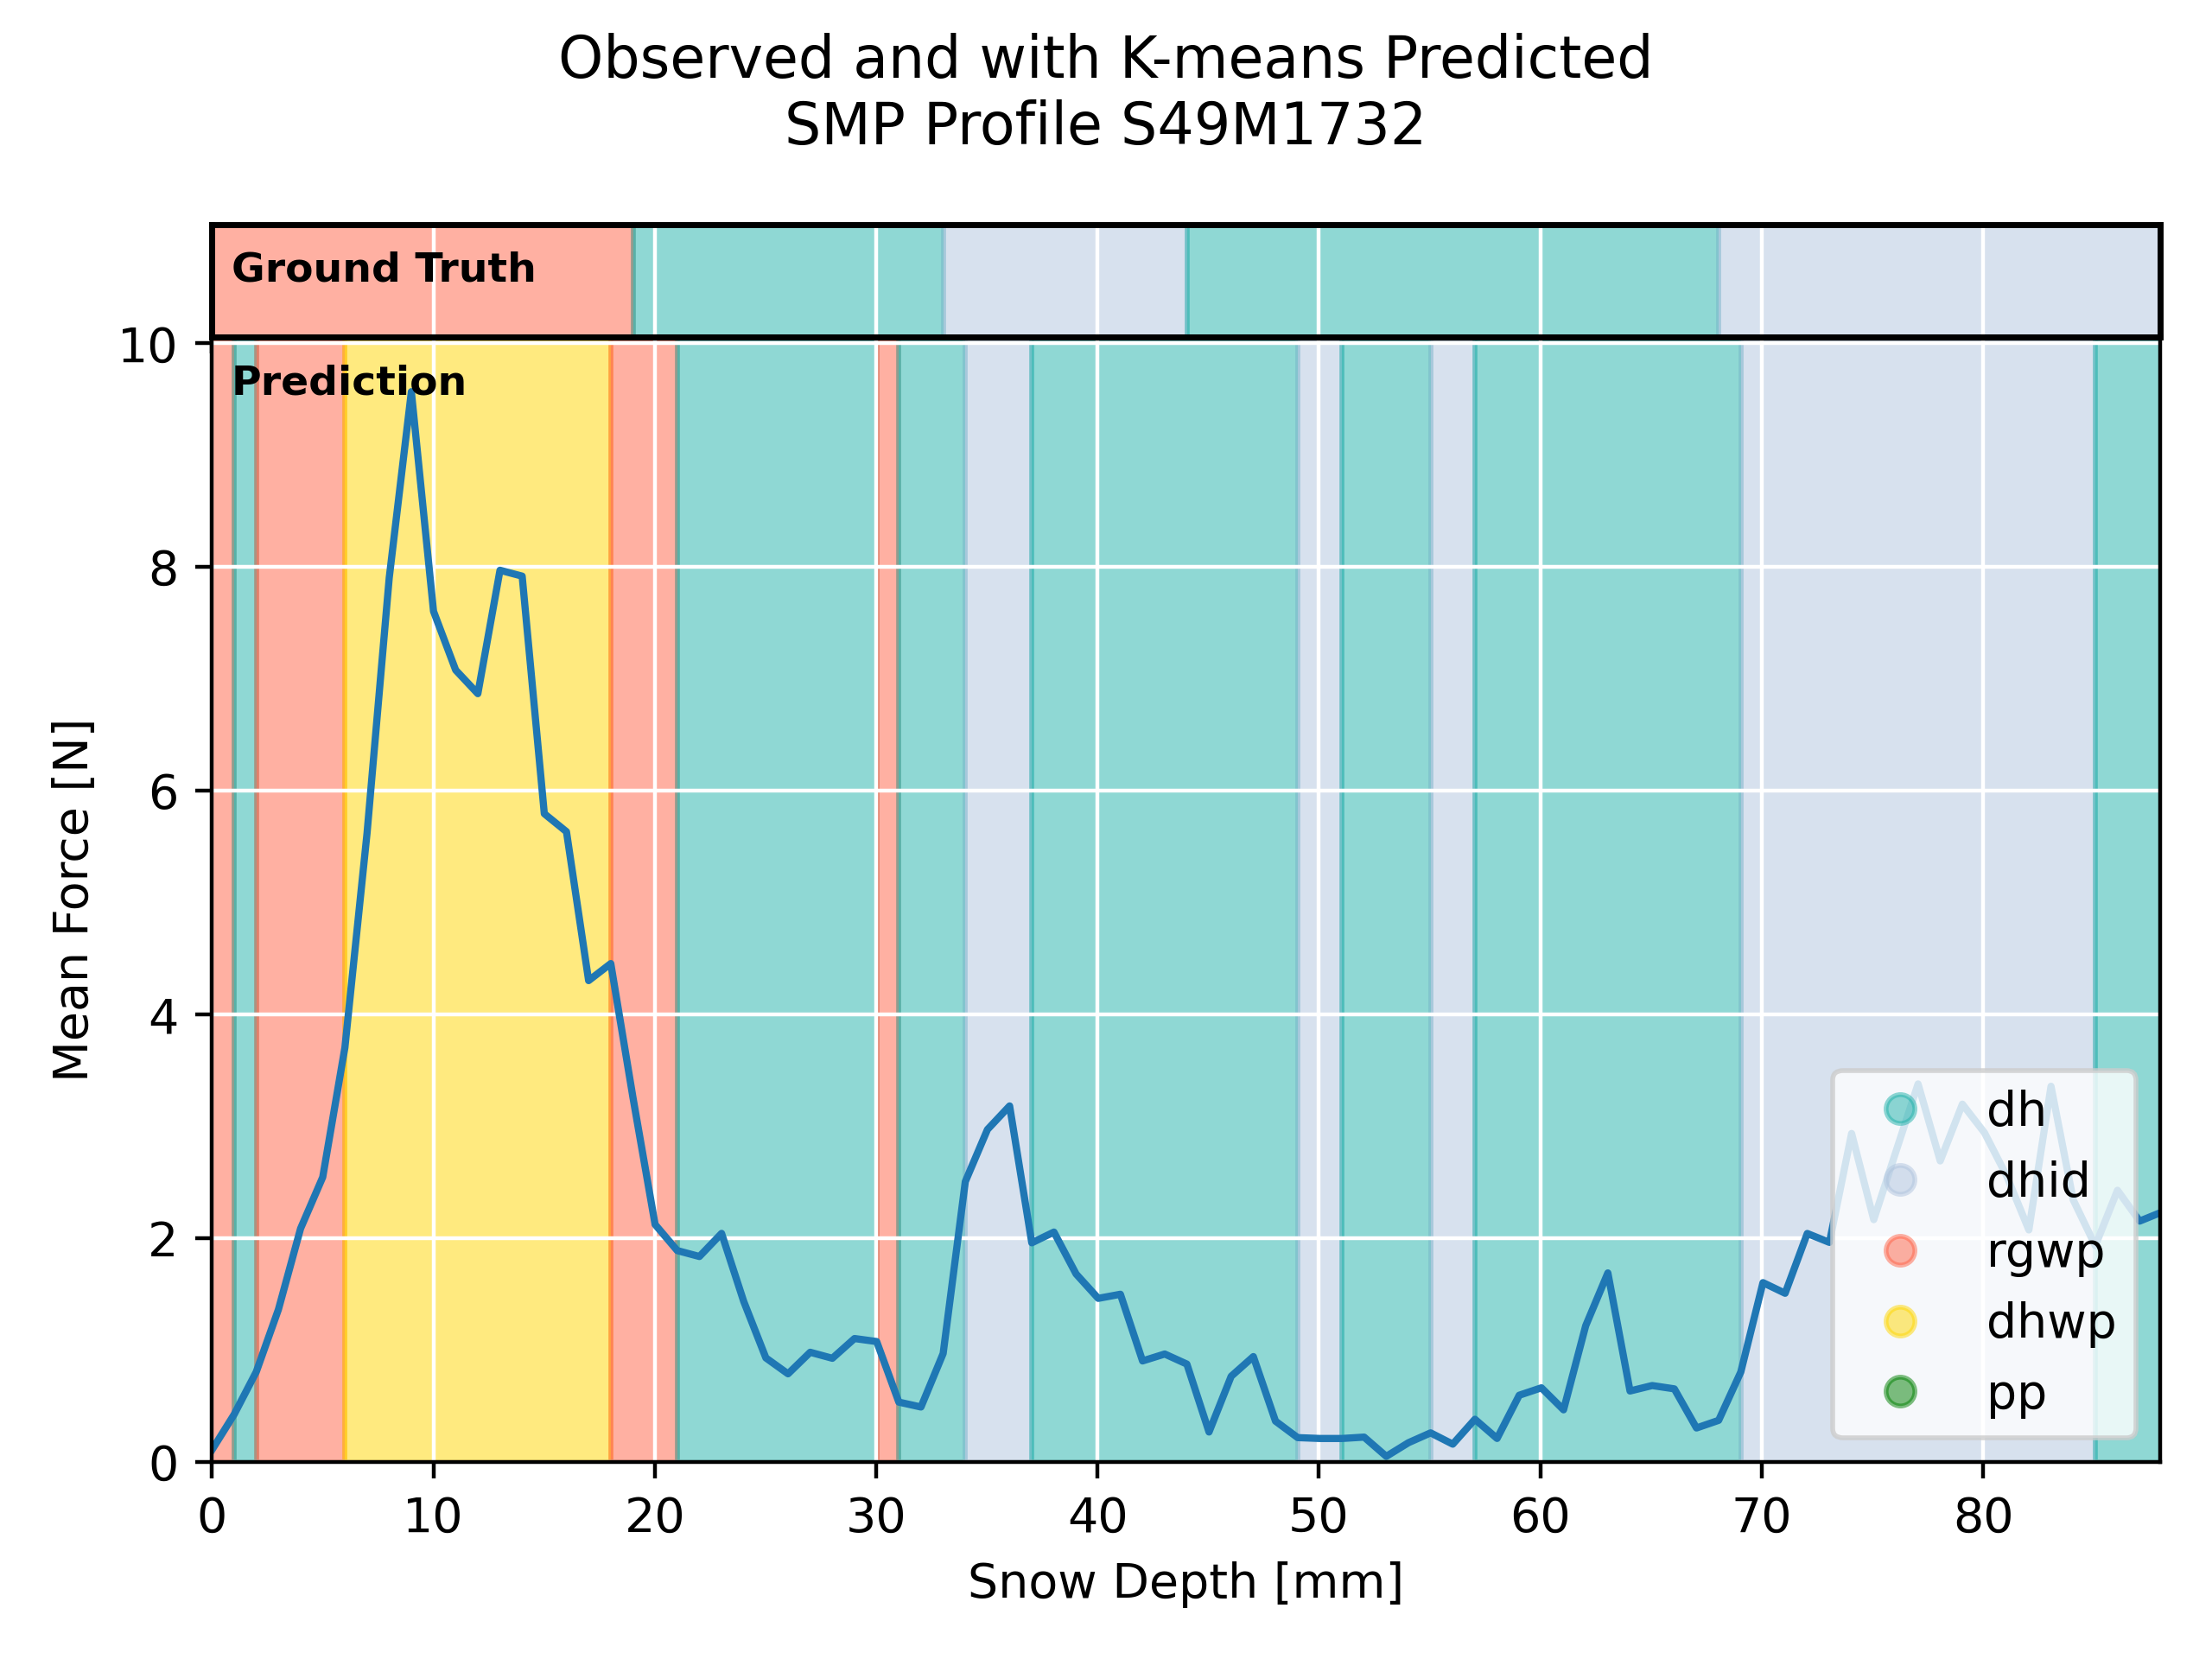 Observed and with K-means Predicted
SMP Profile S49M1732
Ground Truth
Prediction
10
8
6
4
2
0
Mean Force [N]
0 10 20 30 40 50 60 70 80
Snow Depth [mm]
dh
dhid
rgwp
dhwp
pp